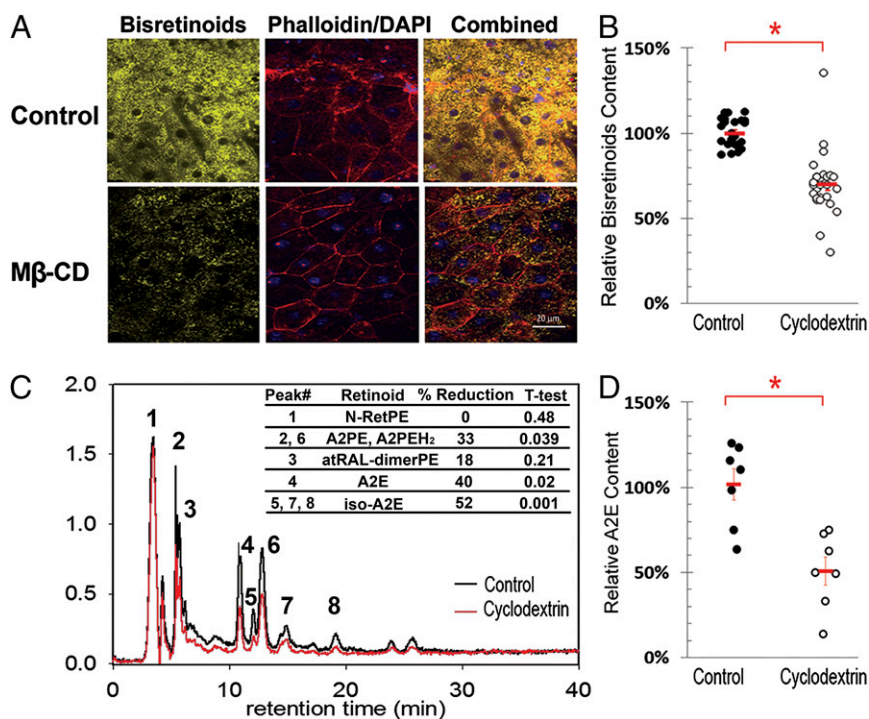 A
Bisretinoids Phalloidin/DAPI Combined
Control
Mβ-CD
20 µm
B
Relative Bisretinoids Content
150%
100%
50%
0%
*
Control Cyclodextrin
C
2.0
1.5
1.0
0.5
0.0
1
2
3
4
5
6
7
8
Peak# Retinoid % Reduction T-test
1 N-RetPE 0 0.48
2, 6 A2PE, A2PEH₂ 33 0.039
3 atRAL-dimerPE 18 0.21
4 A2E 40 0.02
5, 7, 8 iso-A2E 52 0.001
Control
Cyclodextrin
0 10 20 30 40
retention time (min)
D
Relative A2E Content
150%
100%
50%
0%
*
Control Cyclodextrin